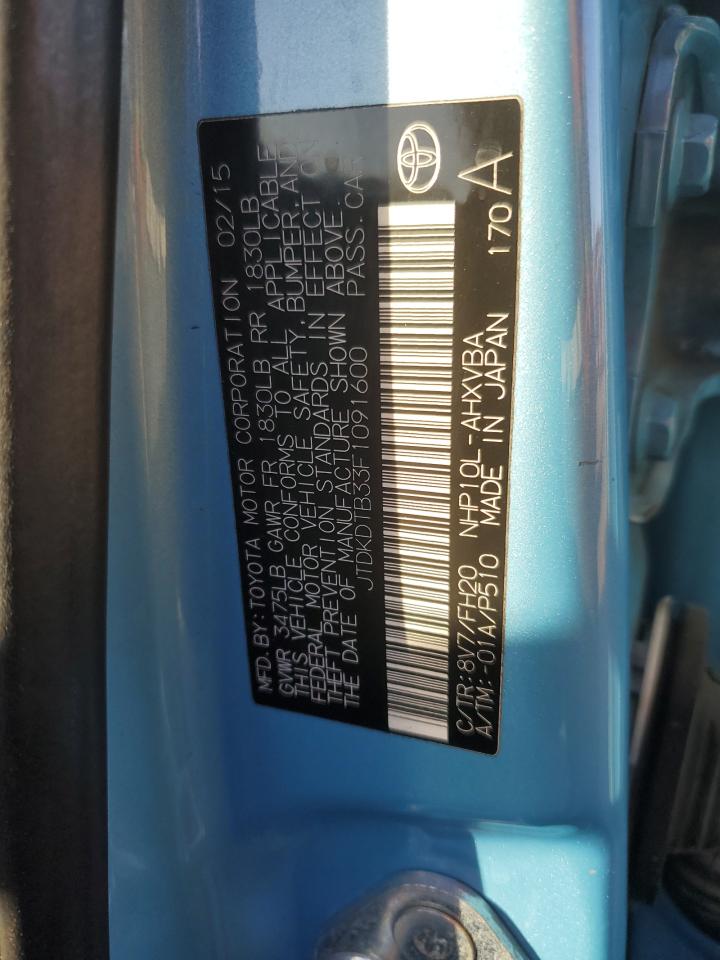 MFD. BY: TOYOTA MOTOR CORPORATION 02/15
GVWR 3475LB GAWR FR 1830LB RR 1830LB
THIS VEHICLE CONFORMS TO ALL APPLICABLE
FEDERAL MOTOR VEHICLE SAFETY, BUMPER, AND
THEFT PREVENTION STANDARDS IN EFFECT ON
THE DATE OF MANUFACTURE SHOWN ABOVE.
JTDKDTB33F1091600 PASS.CAR
C/TR:8V7/FH20 NHP10L-AHXVBA
A/TM:-01A/P510 MADE IN JAPAN 170 A